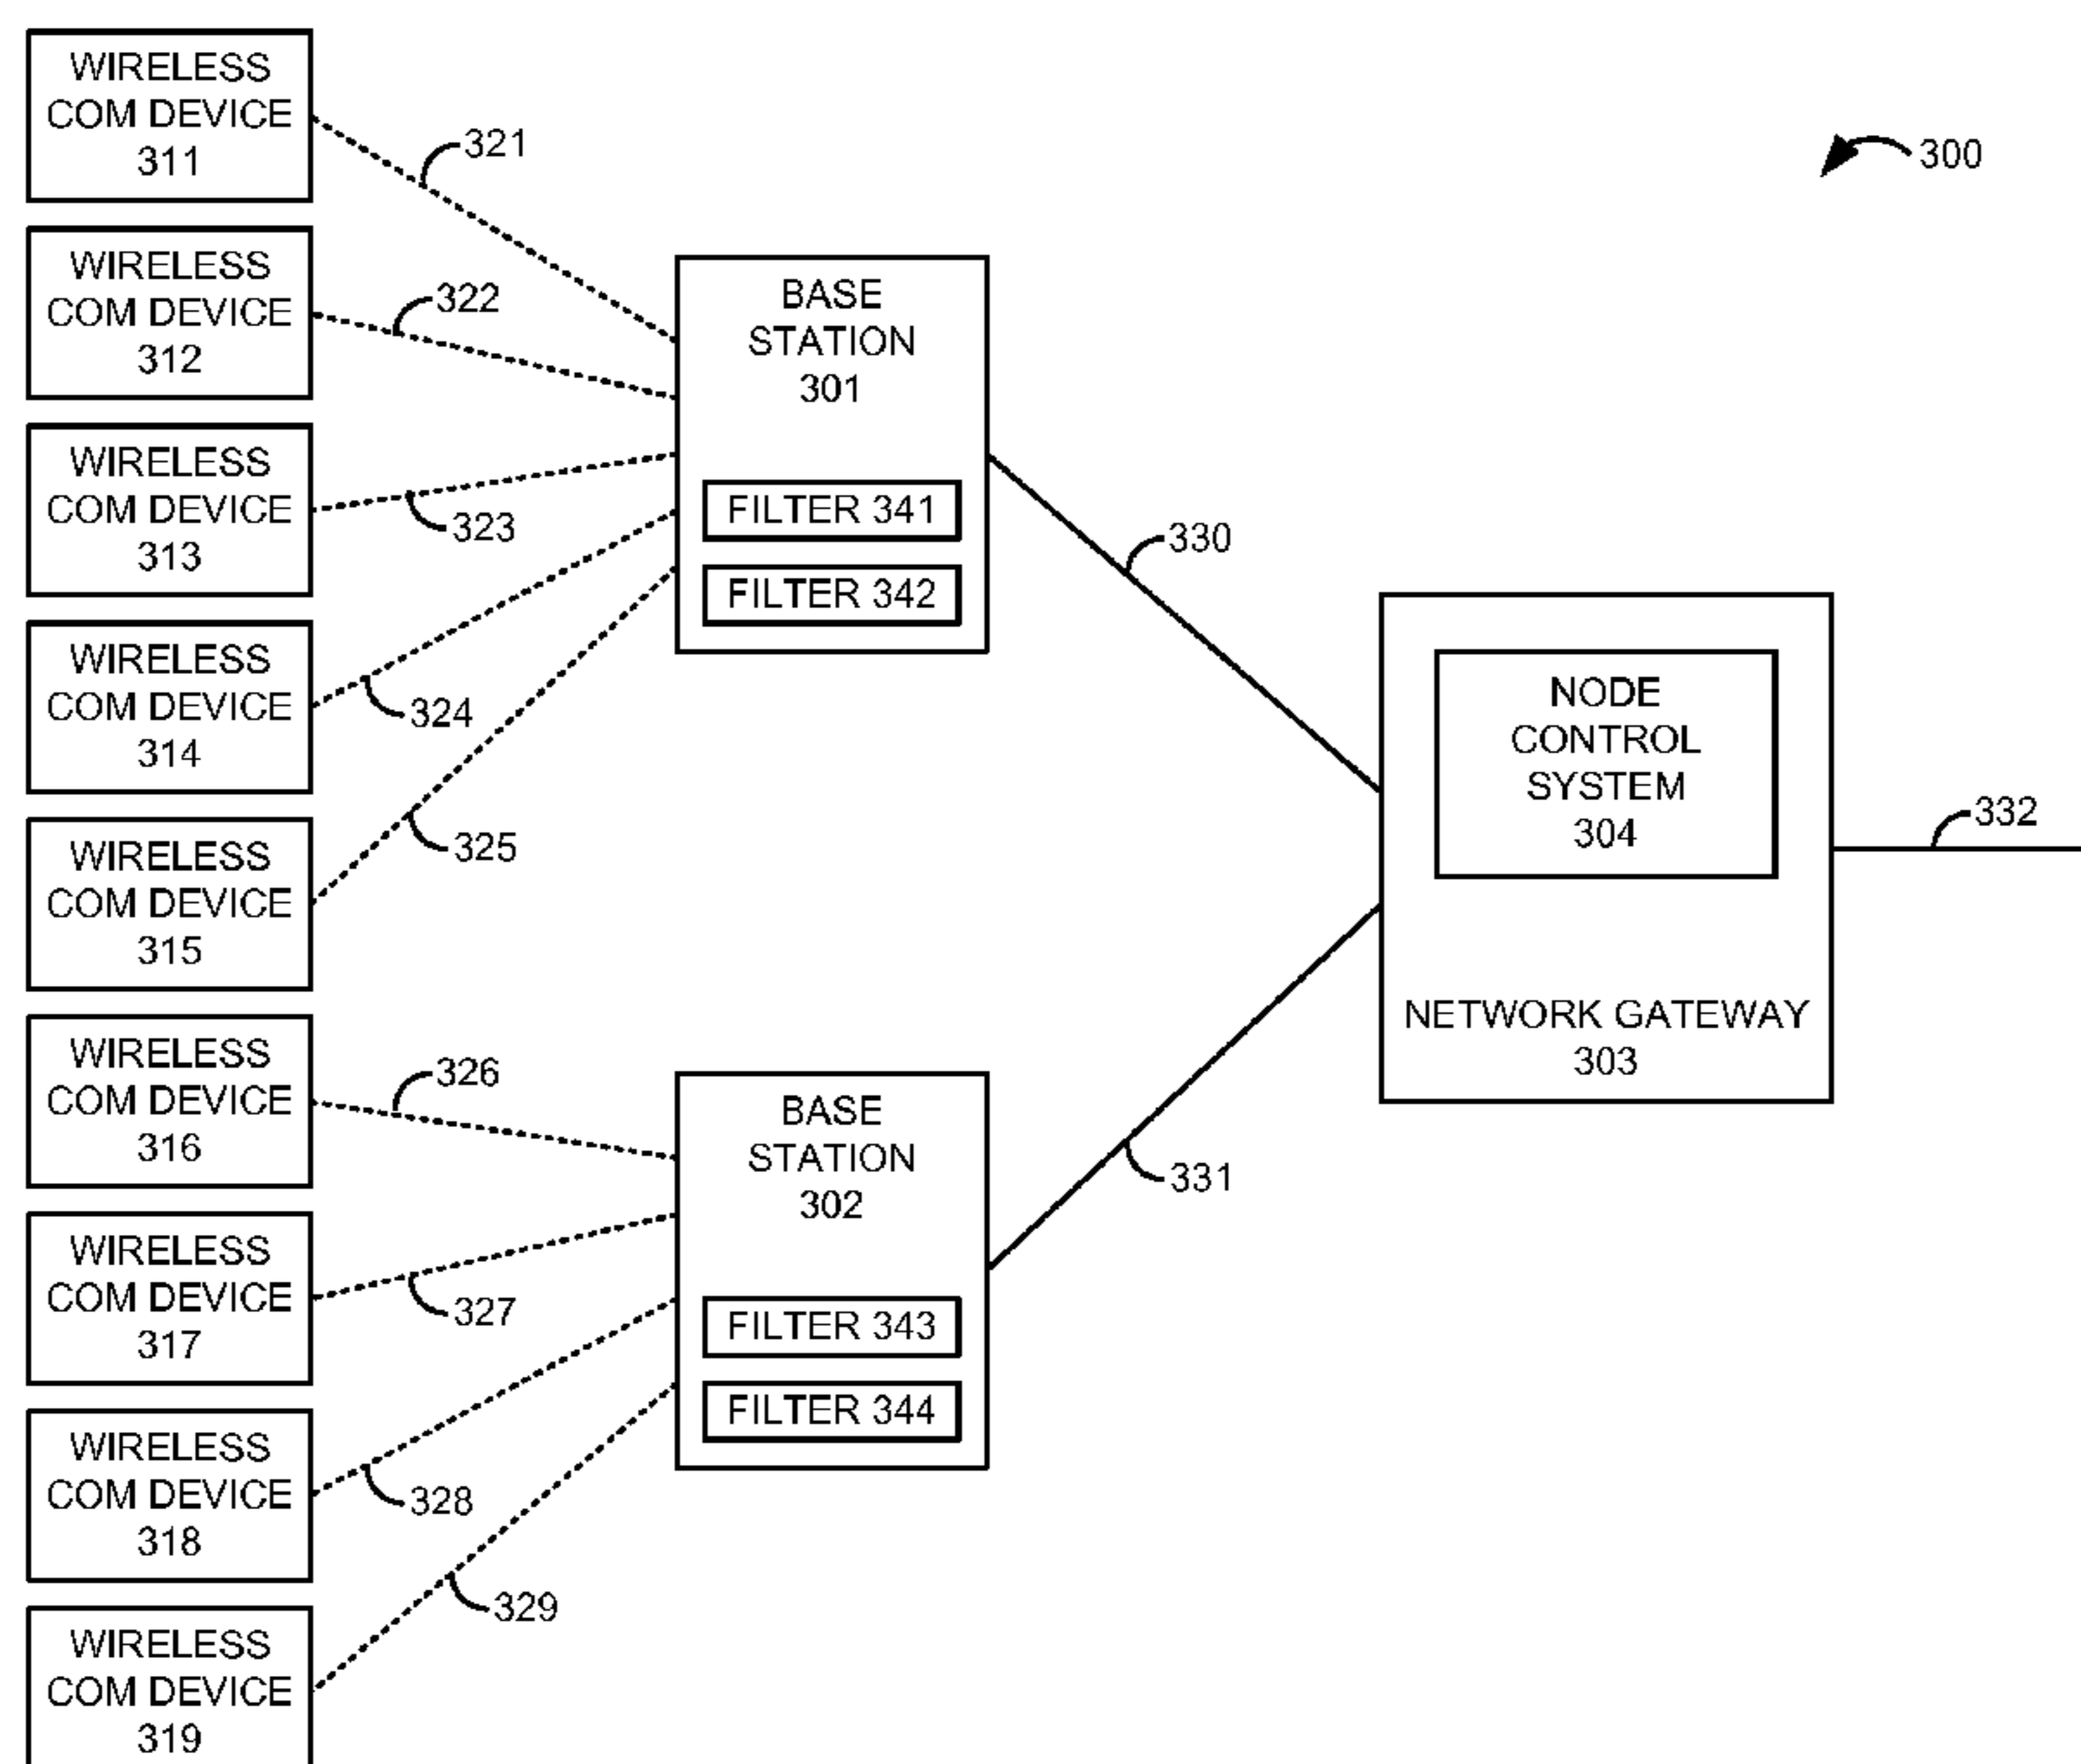 WIRELESS
COM DEVICE
311
321
300
WIRELESS
COM DEVICE
312
322
BASE
STATION
301
FILTER 341
FILTER 342
WIRELESS
COM DEVICE
313
323
330
WIRELESS
COM DEVICE
314
324
WIRELESS
COM DEVICE
315
325
NODE
CONTROL
SYSTEM
304
NETWORK GATEWAY
303
332
WIRELESS
COM DEVICE
316
326
BASE
STATION
302
FILTER 343
FILTER 344
331
WIRELESS
COM DEVICE
317
327
WIRELESS
COM DEVICE
318
328
WIRELESS
COM DEVICE
319
329